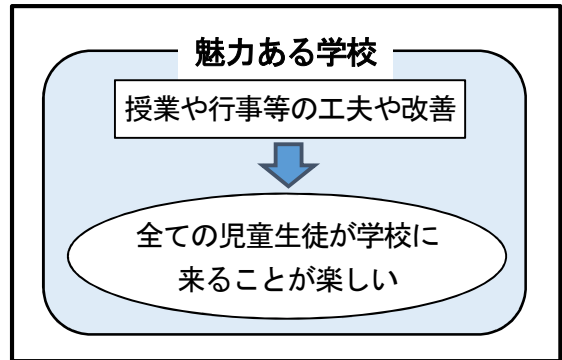 魅力ある学校
授業や行事等の工夫や改善
全ての児童生徒が学校に
来ることが楽しい